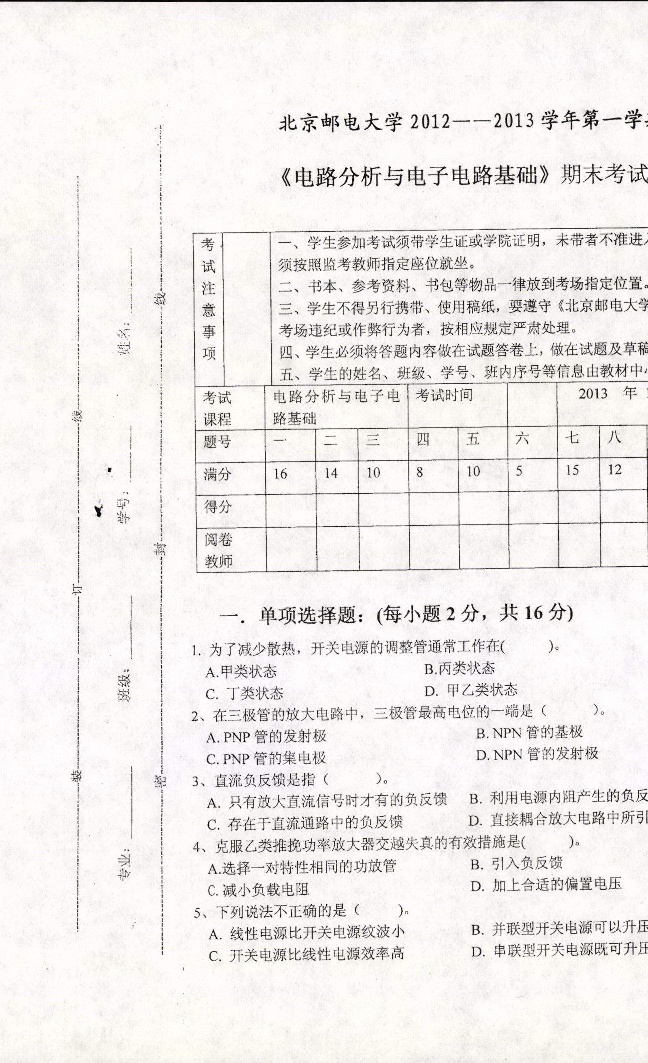 北京邮电大学 2012——2013 学年第一学
《电路分析与电子电路基础》期末考试
考试注意事项
一、学生参加考试须带学生证或学院证明，未带者不准进入
须按照监考教师指定座位就坐。
二、书本、参考资料、书包等物品一律放到考场指定位置。
三、学生不得另行携带、使用稿纸，要遵守《北京邮电大学
考场违纪或作弊行为者，按相应规定严肃处理。
四、学生必须将答题内容做在试题答卷上，做在试题及草稿
五、学生的姓名、班级、学号、班内序号等信息由教材中心
考试课程 电路分析与电子电路基础 考试时间 2013 年
题号 一 二 三 四 五 六 七 八
满分 16 14 10 8 10 5 15 12
得分
阅卷教师
一．单项选择题：(每小题 2 分，共 16 分)
1. 为了减少散热，开关电源的调整管通常工作在( )。
A.甲类状态 B.丙类状态
C. 丁类状态 D. 甲乙类状态
2、在三极管的放大电路中，三极管最高电位的一端是（ ）。
A. PNP 管的发射极 B. NPN 管的基极
C. PNP 管的集电极 D. NPN 管的发射极
3、直流负反馈是指（ ）。
A. 只有放大直流信号时才有的负反馈 B. 利用电源内阻产生的负反
C. 存在于直流通路中的负反馈 D. 直接耦合放大电路中所引
4、克服乙类推挽功率放大器交越失真的有效措施是( )。
A.选择一对特性相同的功放管 B. 引入负反馈
C.减小负载电阻 D. 加上合适的偏置电压
5、下列说法不正确的是（ ）。
A. 线性电源比开关电源纹波小 B. 并联型开关电源可以升压
C. 开关电源比线性电源效率高 D. 串联型开关电源既可升压
姓名：
学号：
班级：
专业：
装 订 线
密 封 线